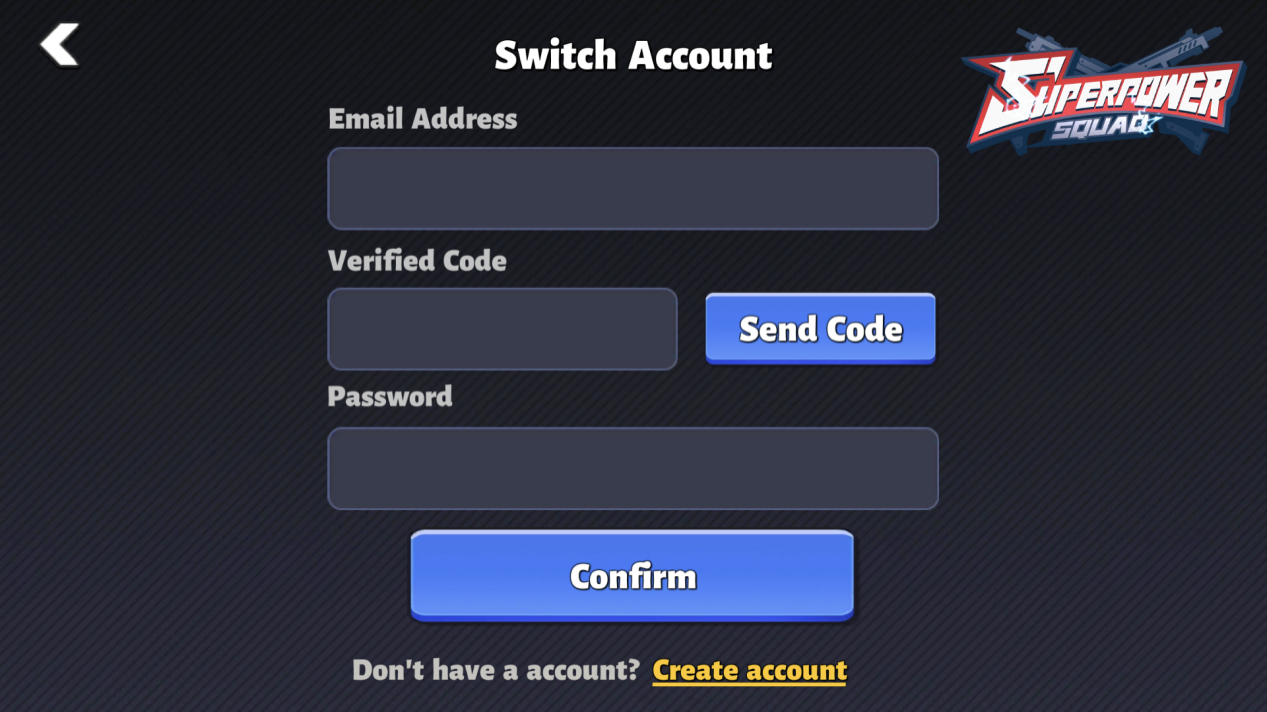 Switch Account
SUPERPOWER
SQUAD
Email Address
Verified Code
Send Code
Password
Confirm
Don't have a account? Create account